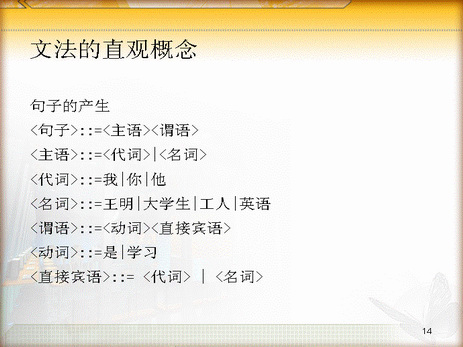 文法的直观概念
句子的产生
<句子>::=<主语><谓语>
<主语>::=<代词>|<名词>
<代词>::=我|你|他
<名词>::=王明|大学生|工人|英语
<谓语>::=<动词><直接宾语>
<动词>::=是|学习
<直接宾语>::= <代词> | <名词>
14